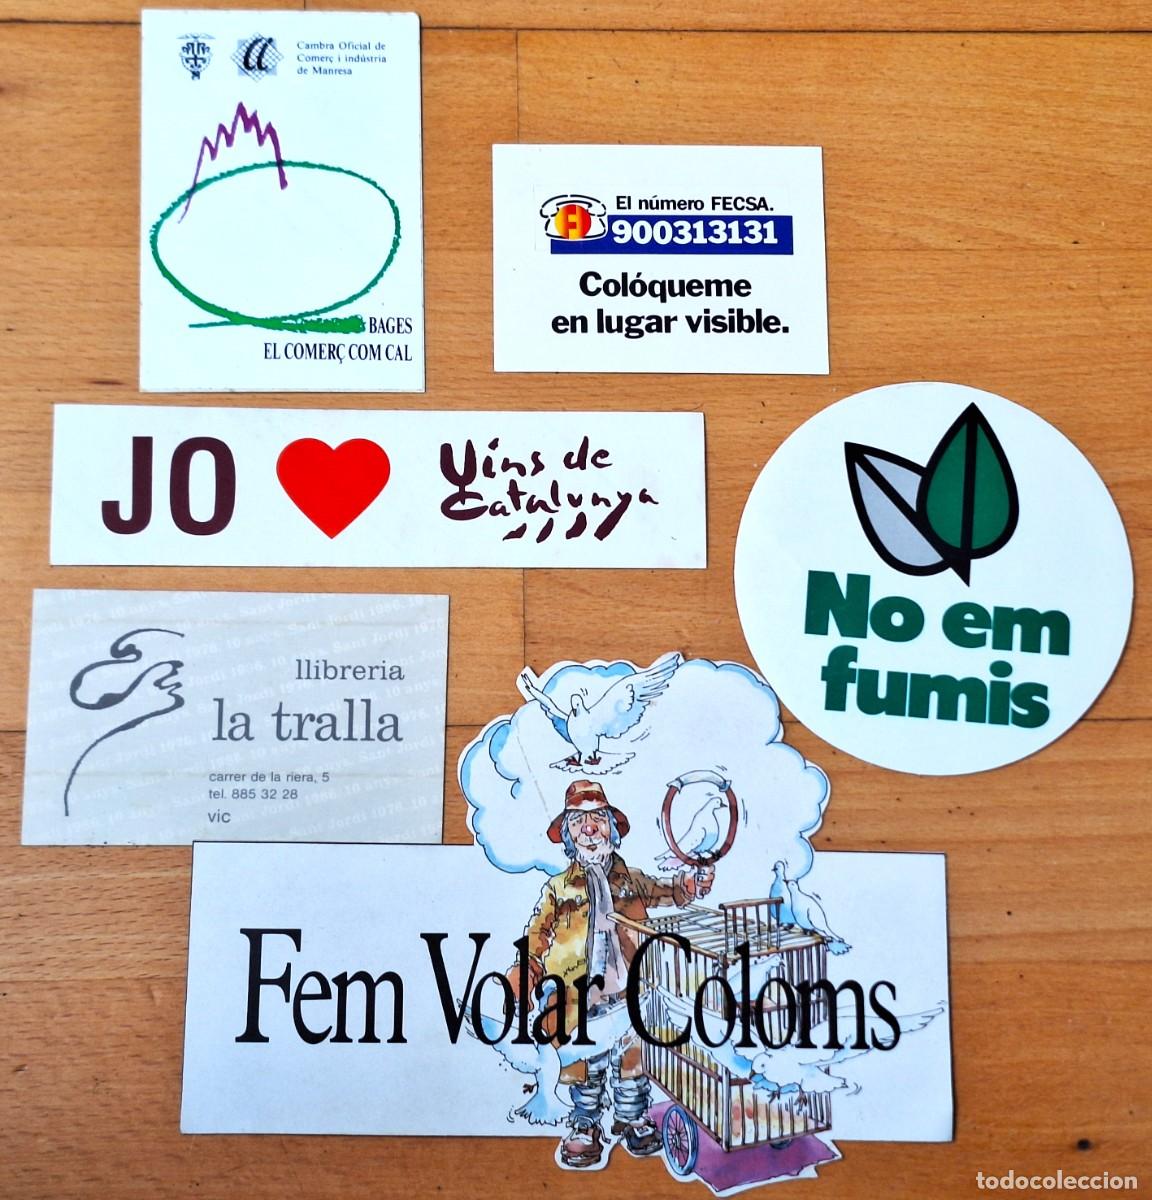 a
Cambra Oficial de
Comerç i indústria
de Manresa
BAGES
EL COMERÇ COM CAL
El número FECSA.
900313131
Colóqueme
en lugar visible.
JO
Vins de
Catalunya
No em
fumis
llibreria
la tralla
carrer de la riera, 5
tel. 885 32 28
vic
Fem Volar Coloms
todocoleccion